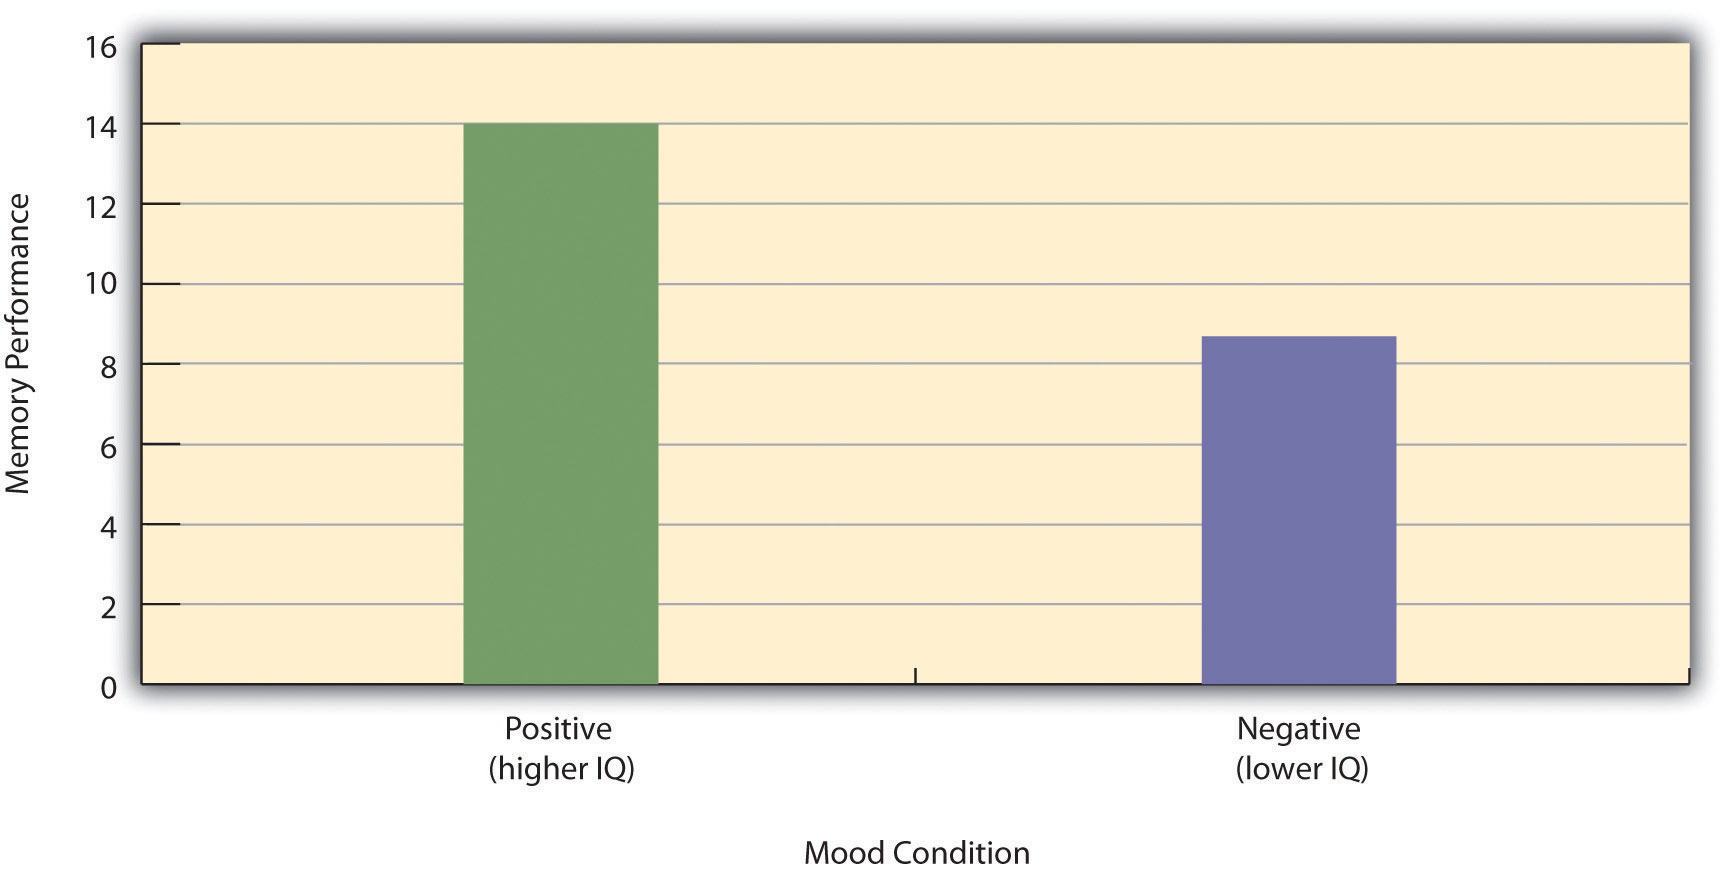 16
14
12
10
8
6
4
2
0
Memory Performance
Positive
(higher IQ)
Negative
(lower IQ)
Mood Condition